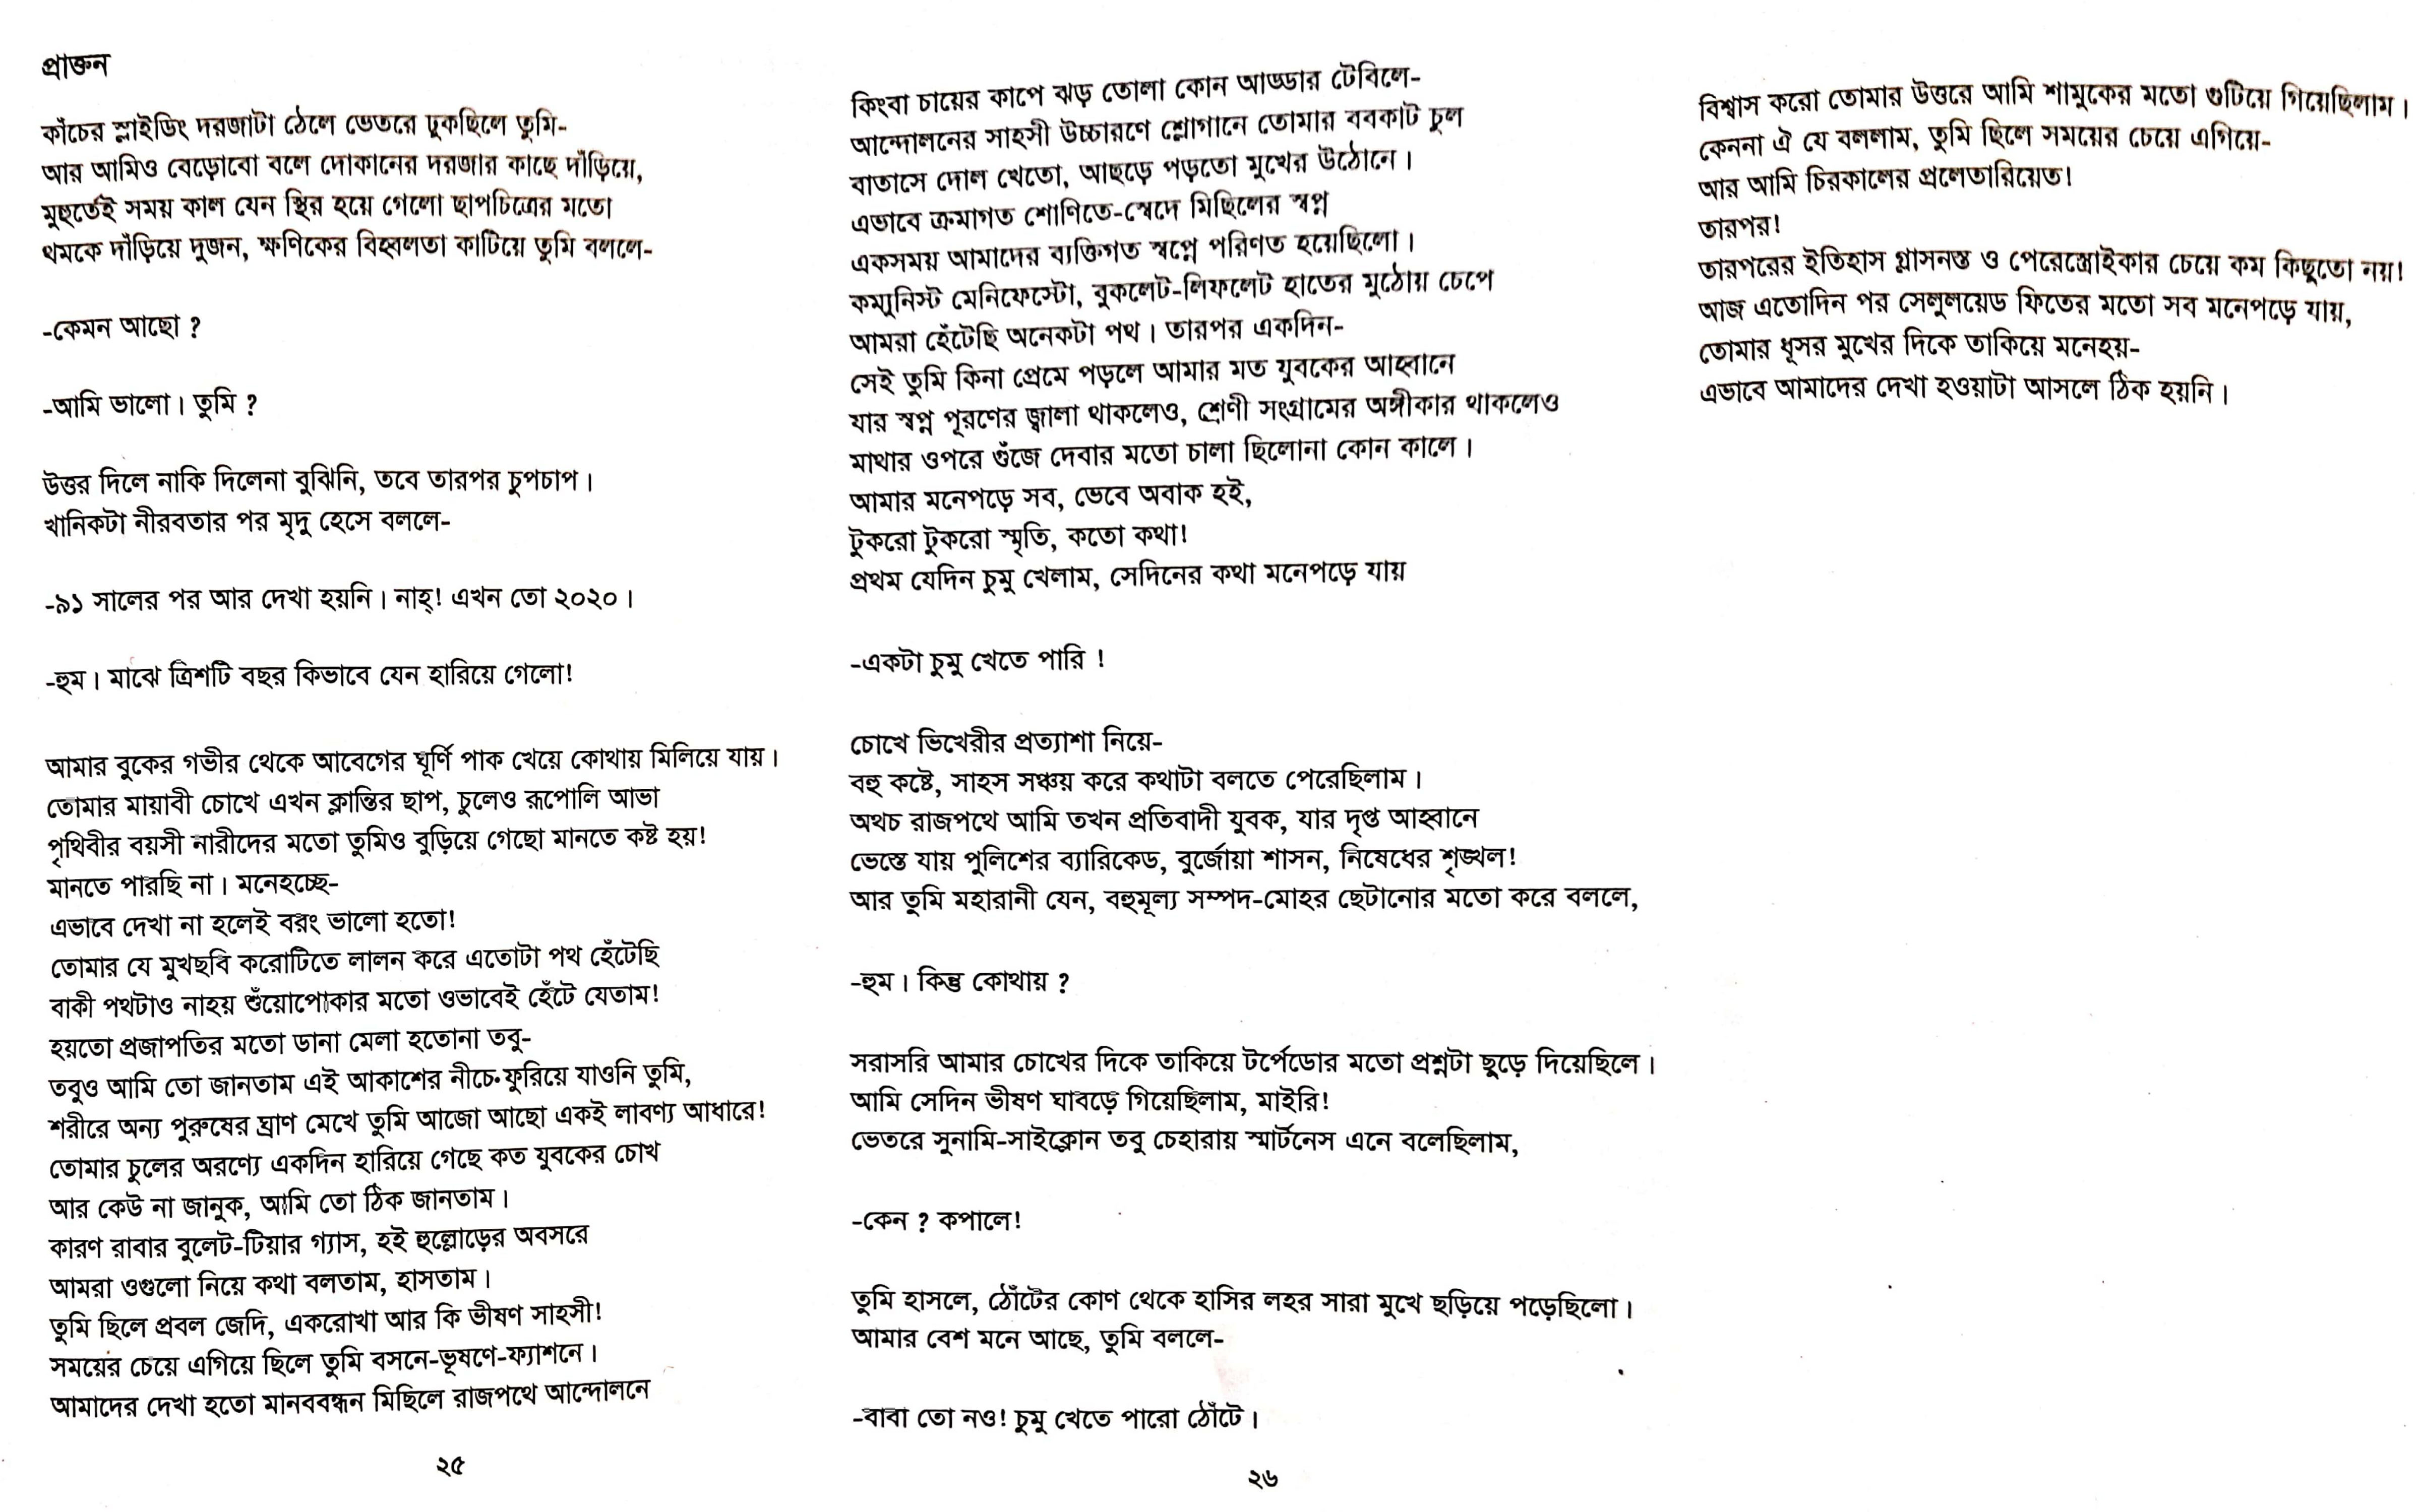 প্রাক্তন
কাঁচের স্লাইডিং দরজাটা ঠেলে ভেতরে ঢুকছিলে তুমি-
আর আমিও বেড়োবো বলে দোকানের দরজার কাছে দাঁড়িয়ে,
মুহুর্তেই সময় কাল যেন স্থির হয়ে গেলো ছাপচিত্রের মতো
থমকে দাঁড়িয়ে দুজন, ক্ষণিকের বিহ্বলতা কাটিয়ে তুমি বললে-
-কেমন আছো ?
-আমি ভালো। তুমি ?
উত্তর দিলে নাকি দিলেনা বুঝিনি, তবে তারপর চুপচাপ।
খানিকটা নীরবতার পর মৃদু হেসে বললে-
-৯১ সালের পর আর দেখা হয়নি। নাহ্! এখন তো ২০২০।
-হুম। মাঝে ত্রিশটি বছর কিভাবে যেন হারিয়ে গেলো!
আমার বুকের গভীর থেকে আবেগের ঘূর্ণি পাক খেয়ে কোথায় মিলিয়ে যায়।
তোমার মায়াবী চোখে এখন ক্লান্তির ছাপ, চুলেও রূপোলি আভা
পৃথিবীর বয়সী নারীদের মতো তুমিও বুড়িয়ে গেছো মানতে কষ্ট হয়!
মানতে পারছি না। মনেহচ্ছে-
এভাবে দেখা না হলেই বরং ভালো হতো!
তোমার যে মুখছবি করোটিতে লালন করে এতোটা পথ হেঁটেছি
বাকী পথটাও নাহয় শুঁয়োপোকার মতো ওভাবেই হেঁটে যেতাম!
হয়তো প্রজাপতির মতো ডানা মেলা হতোনা তবু-
তবুও আমি তো জানতাম এই আকাশের নীচে ফুরিয়ে যাওনি তুমি,
শরীরে অন্য পুরুষের ঘ্রাণ মেখে তুমি আজো আছো একই লাবণ্য আধারে!
তোমার চুলের অরণ্যে একদিন হারিয়ে গেছে কত যুবকের চোখ
আর কেউ না জানুক, আমি তো ঠিক জানতাম।
কারণ রাবার বুলেট-টিয়ার গ্যাস, হই হুল্লোড়ের অবসরে
আমরা ওগুলো নিয়ে কথা বলতাম, হাসতাম।
তুমি ছিলে প্রবল জেদি, একরোখা আর কি ভীষণ সাহসী!
সময়ের চেয়ে এগিয়ে ছিলে তুমি বসনে-ভূষণে-ফ্যাশনে।
আমাদের দেখা হতো মানববন্ধন মিছিলে রাজপথে আন্দোলনে
২৫
কিংবা চায়ের কাপে ঝড় তোলা কোন আড্ডার টেবিলে-
আন্দোলনের সাহসী উচ্চারণে শ্লোগানে তোমার ববকাট চুল
বাতাসে দোল খেতো, আছড়ে পড়তো মুখের উঠোনে।
এভাবে ক্রমাগত শোণিতে-স্বেদে মিছিলের স্বপ্ন
একসময় আমাদের ব্যক্তিগত স্বপ্নে পরিণত হয়েছিলো।
কম্যুনিস্ট মেনিফেস্টো, বুকলেট-লিফলেট হাতের মুঠোয় চেপে
আমরা হেঁটেছি অনেকটা পথ। তারপর একদিন-
সেই তুমি কিনা প্রেমে পড়লে আমার মত যুবকের আহ্বানে
যার স্বপ্ন পূরণের জ্বালা থাকলেও, শ্রেণী সংগ্রামের অঙ্গীকার থাকলেও
মাথার ওপরে গুঁজে দেবার মতো চালা ছিলোনা কোন কালে।
আমার মনেপড়ে সব, ভেবে অবাক হই,
টুকরো টুকরো স্মৃতি, কতো কথা!
প্রথম যেদিন চুমু খেলাম, সেদিনের কথা মনেপড়ে যায়
-একটা চুমু খেতে পারি !
চোখে ভিখেরীর প্রত্যাশা নিয়ে-
বহু কষ্টে, সাহস সঞ্চয় করে কথাটা বলতে পেরেছিলাম।
অথচ রাজপথে আমি তখন প্রতিবাদী যুবক, যার দৃপ্ত আহ্বানে
ভেস্তে যায় পুলিশের ব্যারিকেড, বুর্জোয়া শাসন, নিষেধের শৃঙ্খল!
আর তুমি মহারানী যেন, বহুমূল্য সম্পদ-মোহর ছেটানোর মতো করে বললে,
-হুম। কিন্তু কোথায় ?
সরাসরি আমার চোখের দিকে তাকিয়ে টর্পেডোর মতো প্রশ্নটা ছুড়ে দিয়েছিলে।
আমি সেদিন ভীষণ ঘাবড়ে গিয়েছিলাম, মাইরি!
ভেতরে সুনামি-সাইক্লোন তবু চেহারায় স্মার্টনেস এনে বলেছিলাম,
-কেন ? কপালে!
তুমি হাসলে, ঠোঁটের কোণ থেকে হাসির লহর সারা মুখে ছড়িয়ে পড়েছিলো।
আমার বেশ মনে আছে, তুমি বললে-
-বাবা তো নও! চুমু খেতে পারো ঠোঁটে।
২৬
বিশ্বাস করো তোমার উত্তরে আমি শামুকের মতো গুটিয়ে গিয়েছিলাম।
কেননা ঐ যে বললাম, তুমি ছিলে সময়ের চেয়ে এগিয়ে-
আর আমি চিরকালের প্রলেতারিয়েত!
তারপর!
তারপরের ইতিহাস গ্লাসনস্ত ও পেরেস্ত্রোইকার চেয়ে কম কিছুতো নয়!
আজ এতোদিন পর সেলুলয়েড ফিতের মতো সব মনেপড়ে যায়,
তোমার ধূসর মুখের দিকে তাকিয়ে মনেহয়-
এভাবে আমাদের দেখা হওয়াটা আসলে ঠিক হয়নি।